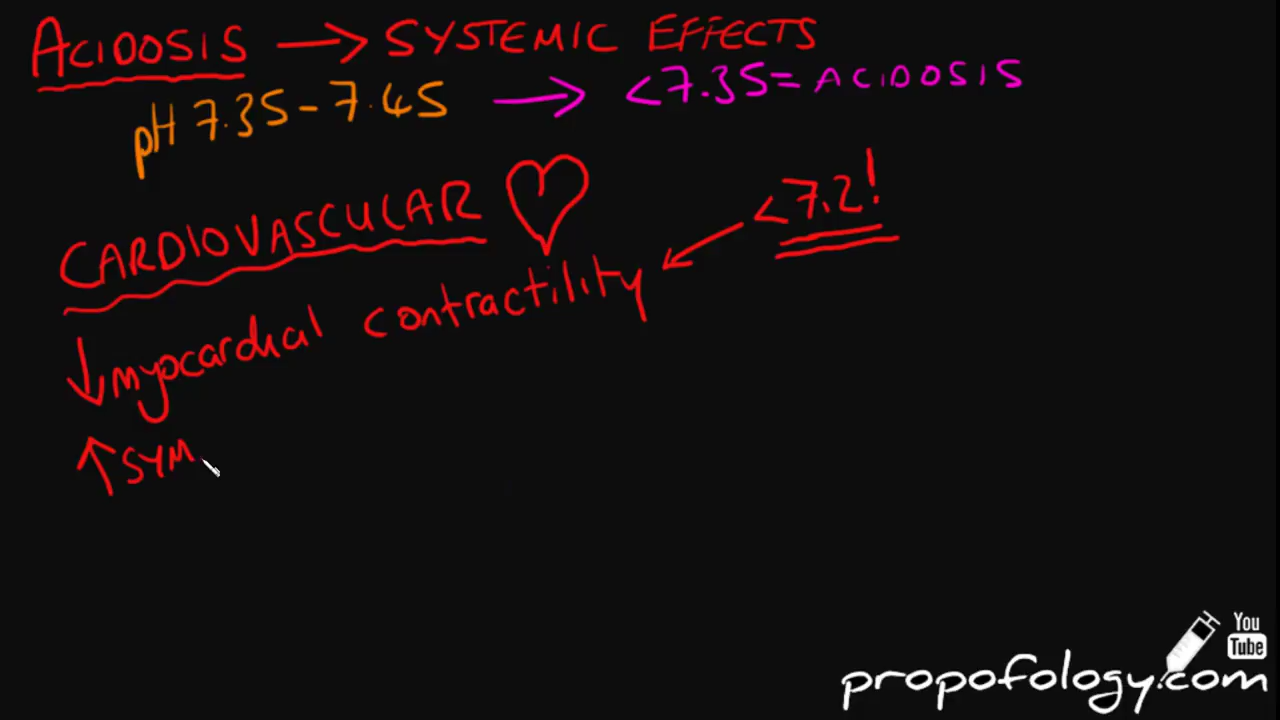 ACIDOSIS → SYSTEMIC EFFECTS
pH 7.35 - 7.45 → <7.35 = ACIDOSIS
CARDIOVASCULAR
<7.2!
↓ myocardial contractility
↑ SYM
You
Tube
propofology.com